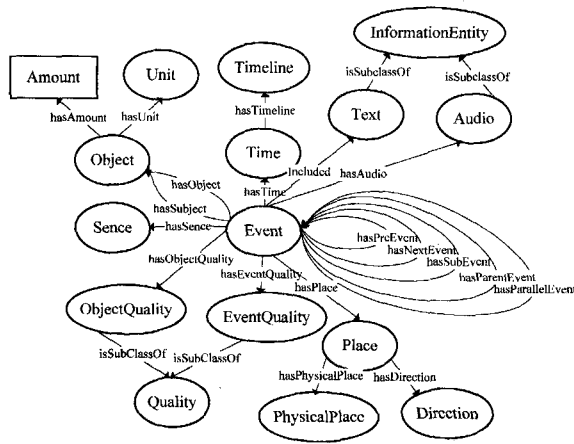 InformationEntity
Amount
Unit
Timeline
isSubclassOf
isSubclassOf
hasAmount
hasUnit
hasTimeline
Text
Audio
Object
Time
Included
hasAudio
hasObject
hasTime
hasSubject
Sence
hasSence
Event
hasPreEvent
hasNextEvent
hasSubEvent
hasParentEvent
hasParallelEvent
hasObjectQuality
hasEventQuality
hasPlace
ObjectQuality
EventQuality
Place
isSubClassOf
isSubClassOf
hasPhysicalPlace
hasDirection
Quality
PhysicalPlace
Direction